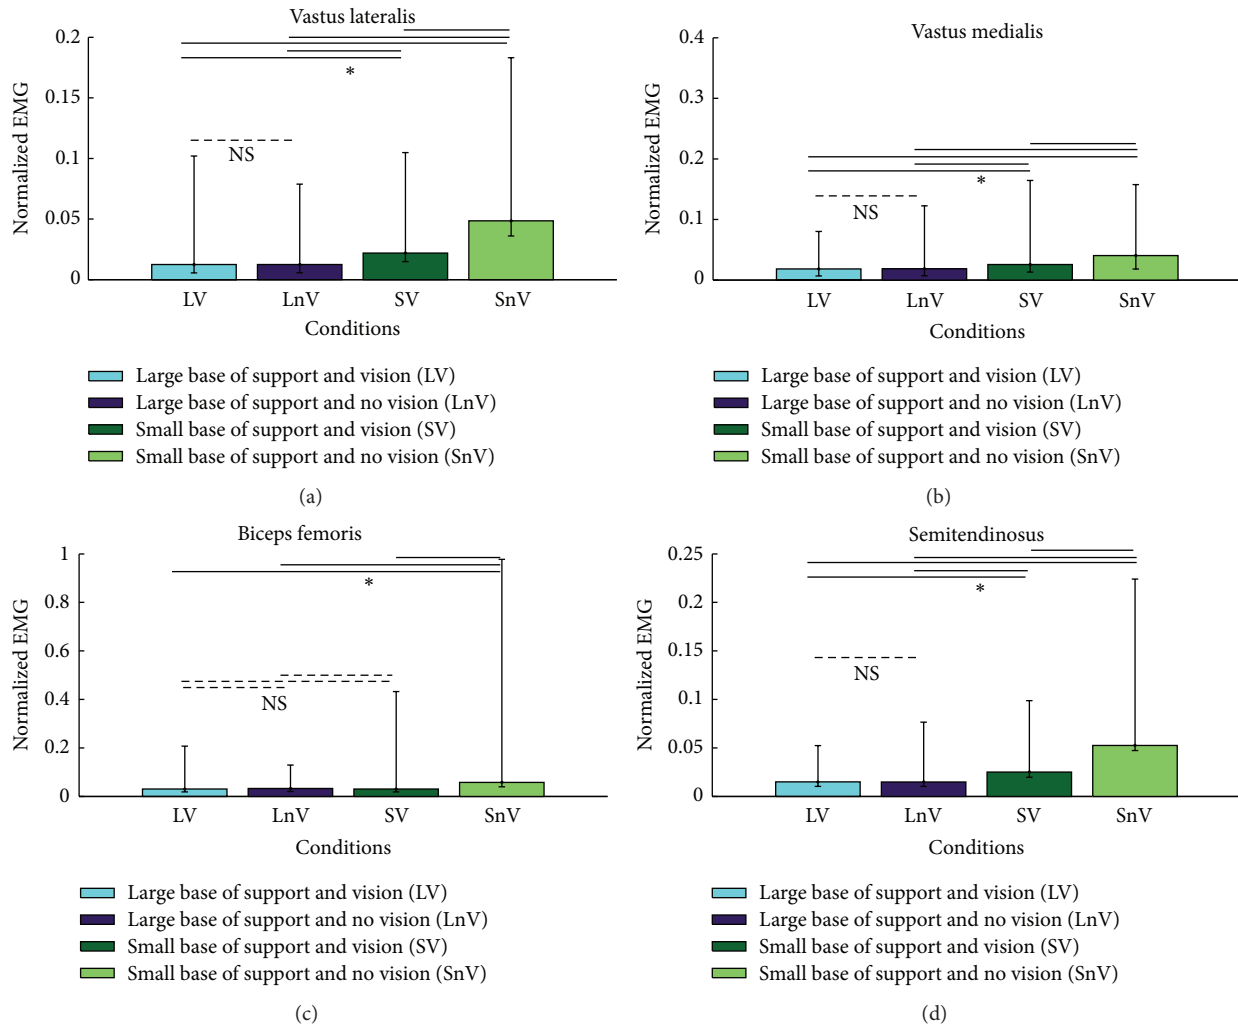 Vastus lateralis
0.2
0.15
0.1
0.05
0
Normalized EMG
*
NS
LV LnV SV SnV
Conditions
Large base of support and vision (LV)
Large base of support and no vision (LnV)
Small base of support and vision (SV)
Small base of support and no vision (SnV)
(a)
Vastus medialis
0.4
0.3
0.2
0.1
0
Normalized EMG
*
NS
LV LnV SV SnV
Conditions
Large base of support and vision (LV)
Large base of support and no vision (LnV)
Small base of support and vision (SV)
Small base of support and no vision (SnV)
(b)
Biceps femoris
1
0.8
0.6
0.4
0.2
0
Normalized EMG
*
NS
LV LnV SV SnV
Conditions
Large base of support and vision (LV)
Large base of support and no vision (LnV)
Small base of support and vision (SV)
Small base of support and no vision (SnV)
(c)
Semitendinosus
0.25
0.2
0.15
0.1
0.05
0
Normalized EMG
*
NS
LV LnV SV SnV
Conditions
Large base of support and vision (LV)
Large base of support and no vision (LnV)
Small base of support and vision (SV)
Small base of support and no vision (SnV)
(d)